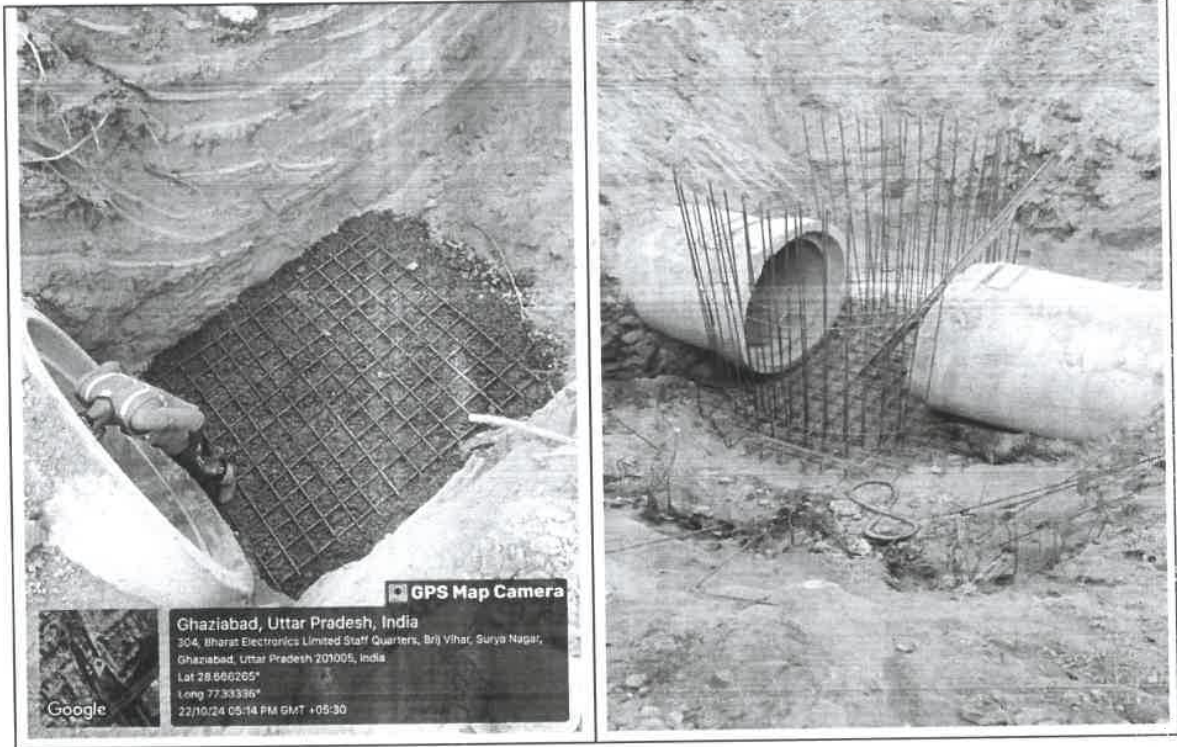 GPS Map Camera
Ghaziabad, Uttar Pradesh, India
304, Bharat Electronics Limited Staff Quarters, Brij Vihar, Surya Nagar,
Ghaziabad, Uttar Pradesh 201005, India
Lat 28.666265°
Long 77.33336°
22/10/24 05:14 PM GMT +05:30
Google